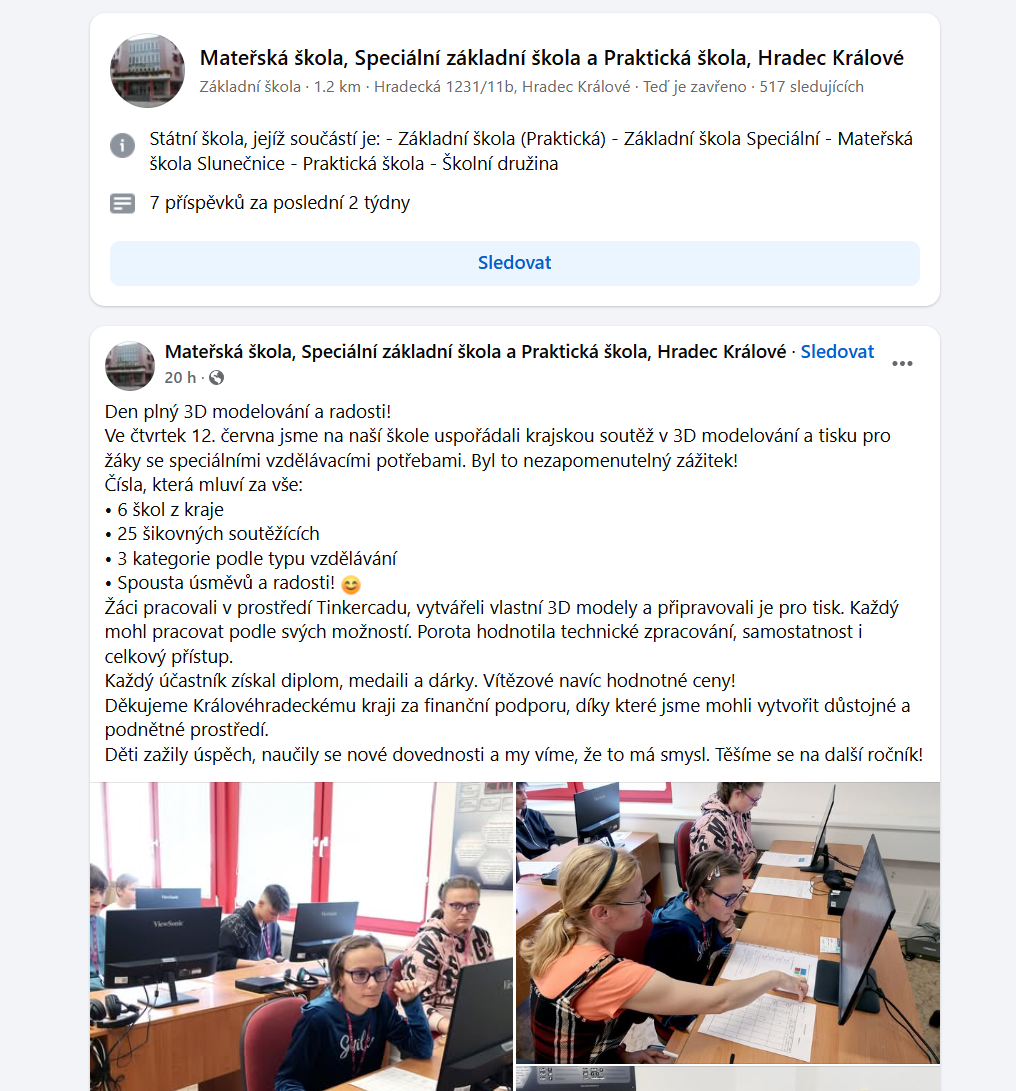 Mateřská škola, Speciální základní škola a Praktická škola, Hradec Králové
Základní škola · 1.2 km · Hradecká 1231/11b, Hradec Králové · Teď je zavřeno · 517 sledujících
Státní škola, jejíž součástí je: - Základní škola (Praktická) - Základní škola Speciální - Mateřská
škola Slunečnice - Praktická škola - Školní družina
7 příspěvků za poslední 2 týdny
Sledovat
Mateřská škola, Speciální základní škola a Praktická škola, Hradec Králové · Sledovat
20 h ·
Den plný 3D modelování a radosti!
Ve čtvrtek 12. června jsme na naší škole uspořádali krajskou soutěž v 3D modelování a tisku pro
žáky se speciálními vzdělávacími potřebami. Byl to nezapomenutelný zážitek!
Čísla, která mluví za vše:
• 6 škol z kraje
• 25 šikovných soutěžících
• 3 kategorie podle typu vzdělávání
• Spousta úsměvů a radosti! 😊
Žáci pracovali v prostředí Tinkercadu, vytvářeli vlastní 3D modely a připravovali je pro tisk. Každý
mohl pracovat podle svých možností. Porota hodnotila technické zpracování, samostatnost i
celkový přístup.
Každý účastník získal diplom, medaili a dárky. Vítězové navíc hodnotné ceny!
Děkujeme Královéhradeckému kraji za finanční podporu, díky které jsme mohli vytvořit důstojné a
podnětné prostředí.
Děti zažily úspěch, naučily se nové dovednosti a my víme, že to má smysl. Těšíme se na další ročník!
ViewSonic